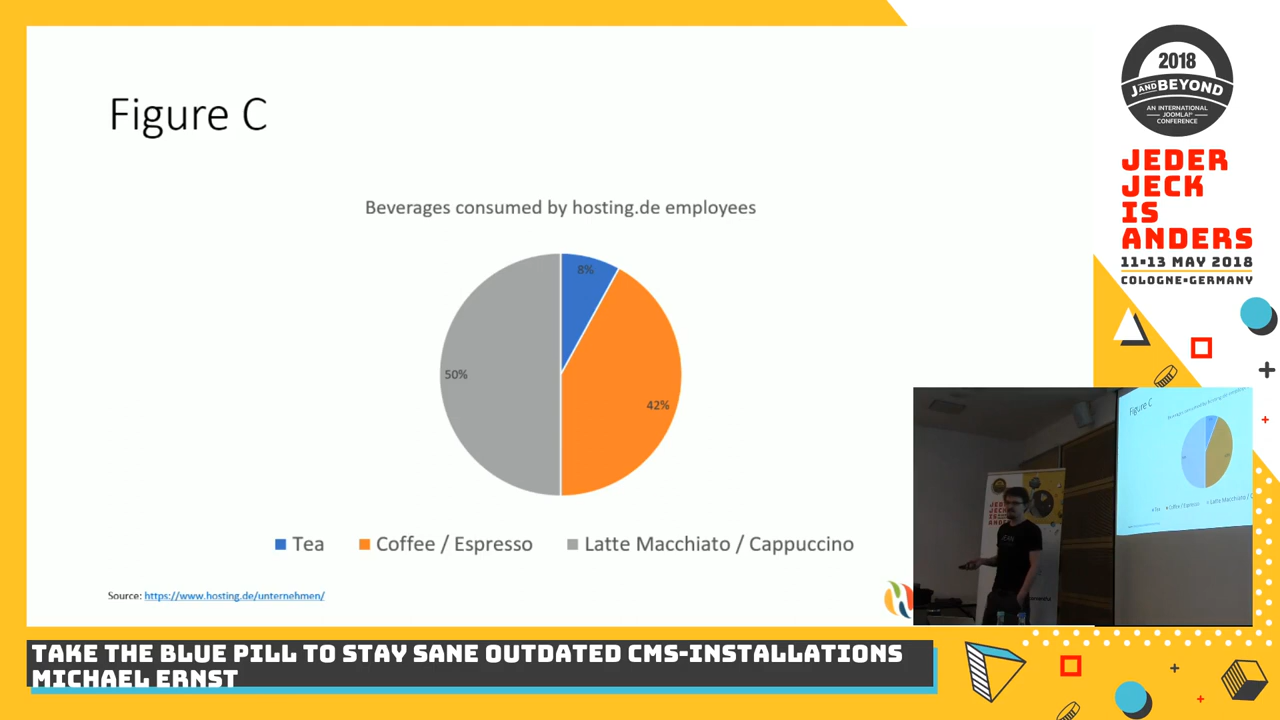 Figure C
Beverages consumed by hosting.de employees
8%
50%
42%
Tea
Coffee / Espresso
Latte Macchiato / Cappuccino
Source: https://www.hosting.de/unternehmen/
2018
J AND BEYOND
AN INTERNATIONAL
JOOMLA!®
CONFERENCE
JEDER
JECK
IS
ANDERS
11-13 MAY 2018
COLOGNE-GERMANY
Figure C
TAKE THE BLUE PILL TO STAY SANE OUTDATED CMS-INSTALLATIONS
MICHAEL ERNST